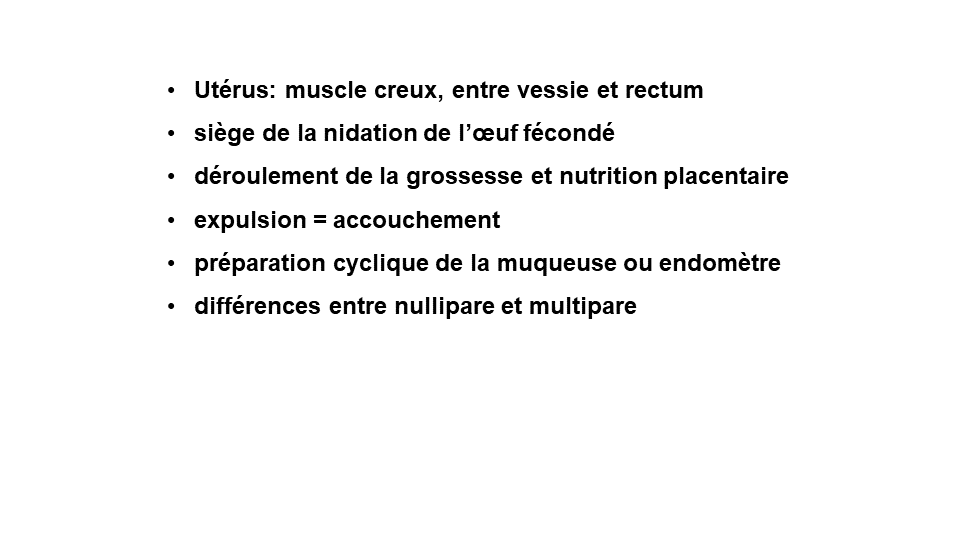 • Utérus: muscle creux, entre vessie et rectum
• siège de la nidation de l’œuf fécondé
• déroulement de la grossesse et nutrition placentaire
• expulsion = accouchement
• préparation cyclique de la muqueuse ou endomètre
• différences entre nullipare et multipare